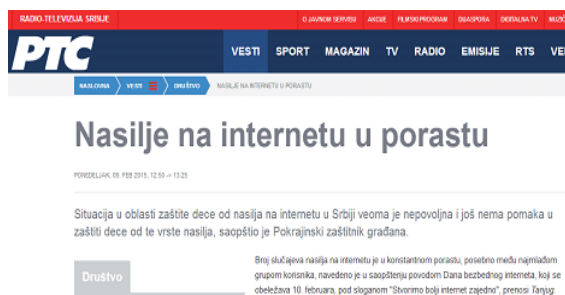 RADIO-TELEVIZIJA SRBIJE
O JAVNOM SERVISU AKCIJE FILMSKI PROGRAM DIJASPORA DIGITALNA TV
РТС
VESTI SPORT MAGAZIN TV RADIO EMISIJE RTS
NASLOVNA VESTI DRUŠTVO NASILJE NA INTERNETU U PORASTU
Nasilje na internetu u porastu
PONEDELJAK, 09. FEB 2015, 12:50 -> 13:25
Situacija u oblasti zaštite dece od nasilja na internetu u Srbiji veoma je nepovoljna i još nema pomaka u
zaštiti dece od te vrste nasilja, saopštio je Pokrajinski zaštitnik građana.
Društvo
Broj slučajeva nasilja na internetu je u konstantnom porastu, posebno među najmlađom
grupom korisnika, navedeno je u saopštenju povodom Dana bezbednog interneta, koji se
obeležava 10. februara, pod sloganom "Stvorimo bolji internet zajedno", prenosi Tanjug.